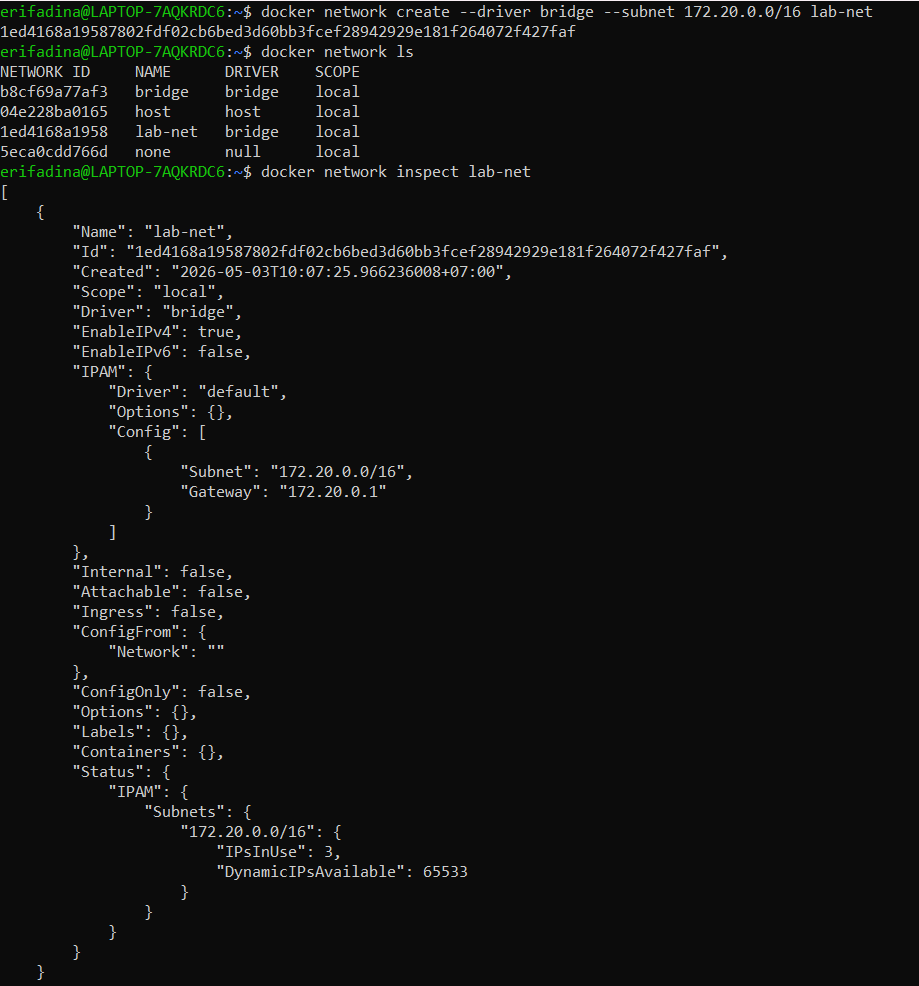 erifadina@LAPTOP-7AQKRDC6:~$ docker network create --driver bridge --subnet 172.20.0.0/16 lab-net
1ed4168a19587802fdf02cb6bed3d60bb3fcef28942929e181f264072f427faf
erifadina@LAPTOP-7AQKRDC6:~$ docker network ls
NETWORK ID     NAME      DRIVER    SCOPE
b8cf69a77af3   bridge    bridge    local
04e228ba0165   host      host      local
1ed4168a1958   lab-net   bridge    local
5eca0cdd766d   none      null      local
erifadina@LAPTOP-7AQKRDC6:~$ docker network inspect lab-net
[
    {
        "Name": "lab-net",
        "Id": "1ed4168a19587802fdf02cb6bed3d60bb3fcef28942929e181f264072f427faf",
        "Created": "2026-05-03T10:07:25.966236008+07:00",
        "Scope": "local",
        "Driver": "bridge",
        "EnableIPv4": true,
        "EnableIPv6": false,
        "IPAM": {
            "Driver": "default",
            "Options": {},
            "Config": [
                {
                    "Subnet": "172.20.0.0/16",
                    "Gateway": "172.20.0.1"
                }
            ]
        },
        "Internal": false,
        "Attachable": false,
        "Ingress": false,
        "ConfigFrom": {
            "Network": ""
        },
        "ConfigOnly": false,
        "Options": {},
        "Labels": {},
        "Containers": {},
        "Status": {
            "IPAM": {
                "Subnets": {
                    "172.20.0.0/16": {
                        "IPsInUse": 3,
                        "DynamicIPsAvailable": 65533
                    }
                }
            }
        }
    }